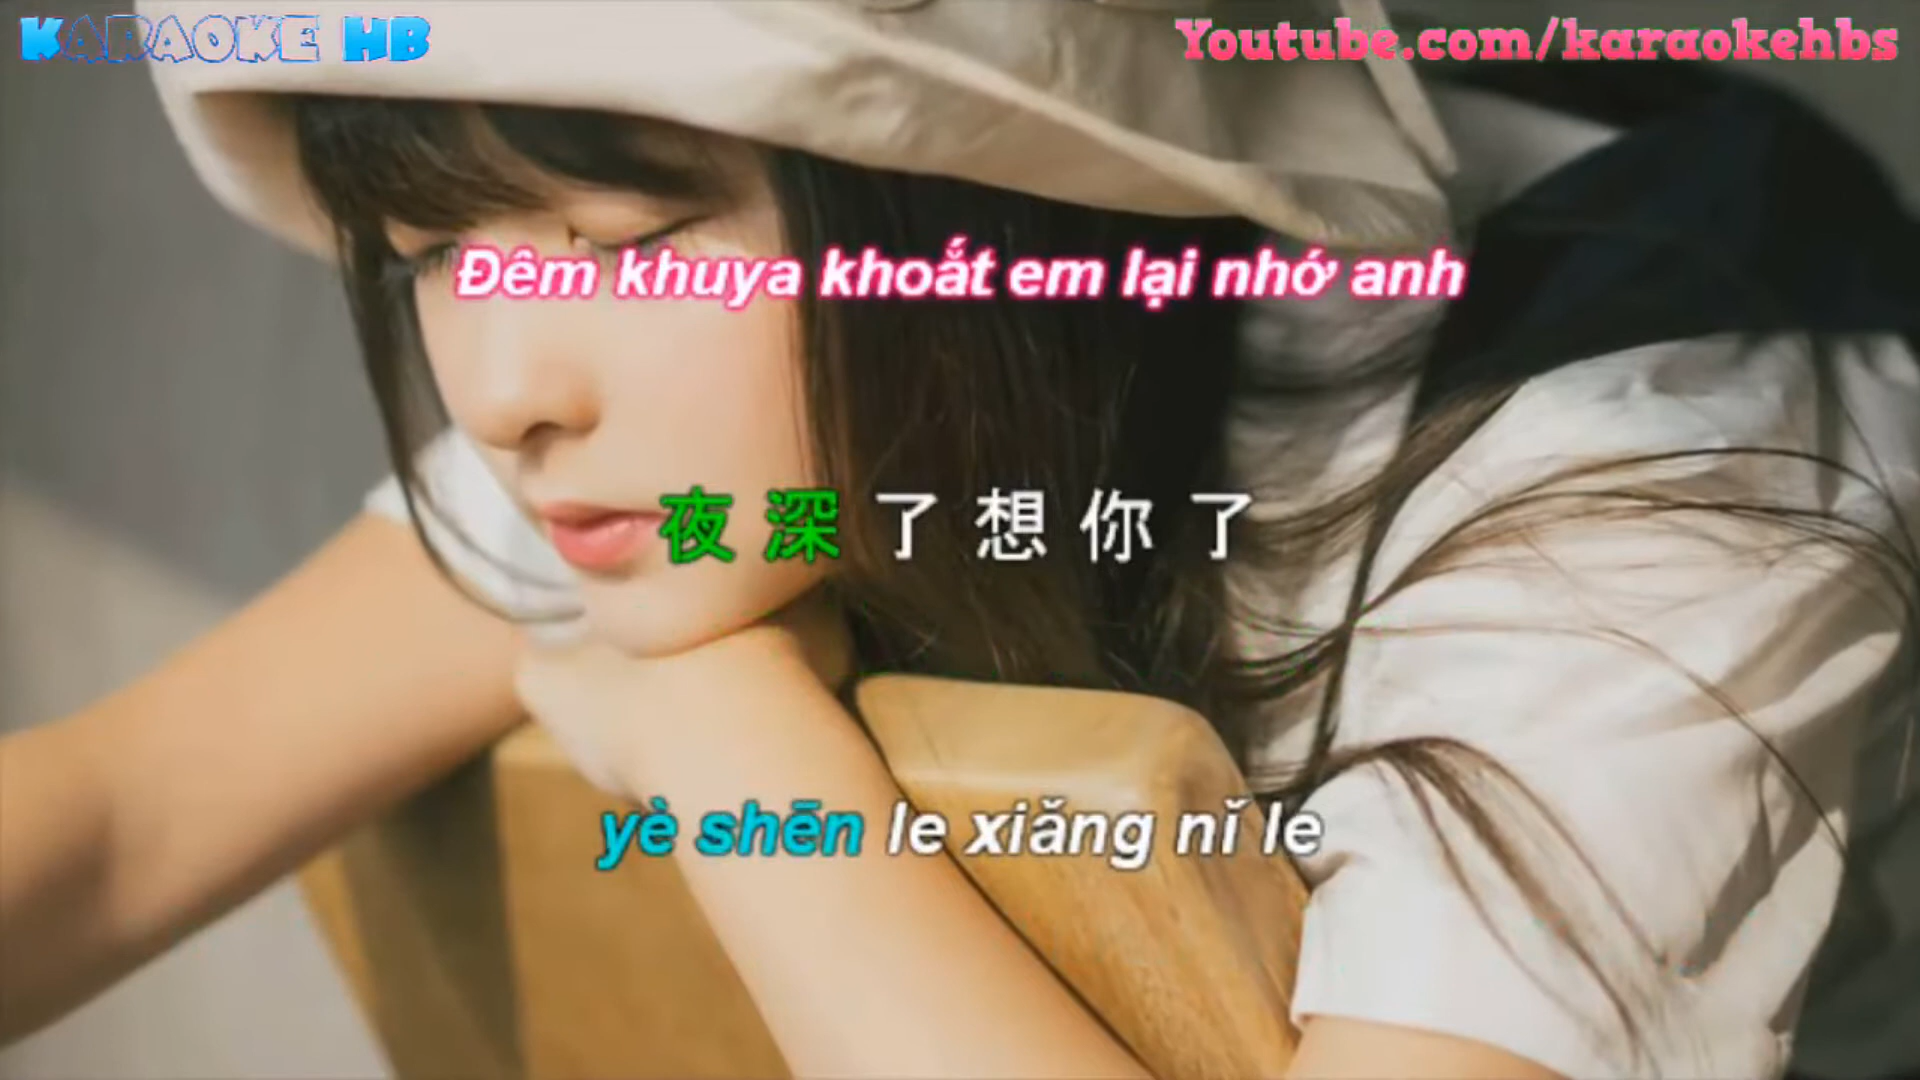 KARAOKE HB
Youtube.com/karaokehbs
Đêm khuya khoắt em lại nhớ anh
夜 深 了 想 你 了
yè shēn le xiǎng nǐ le